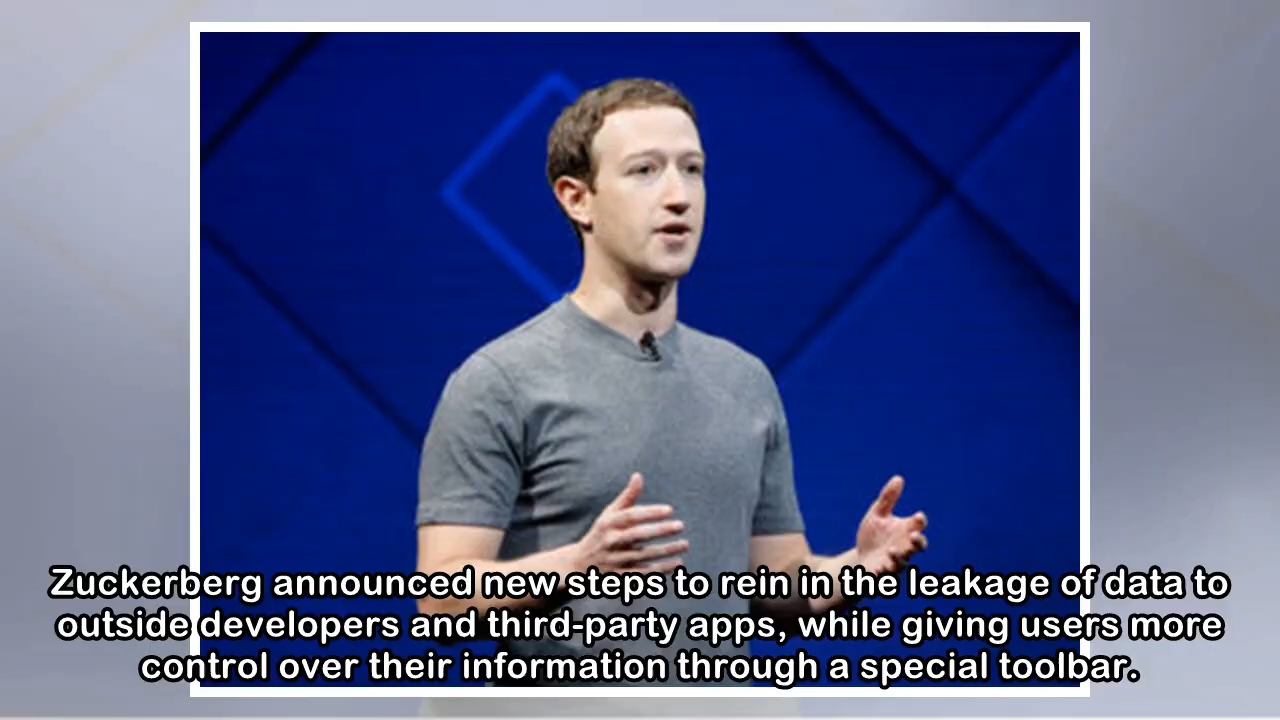 Zuckerberg announced new steps to rein in the leakage of data to
outside developers and third-party apps, while giving users more
control over their information through a special toolbar.